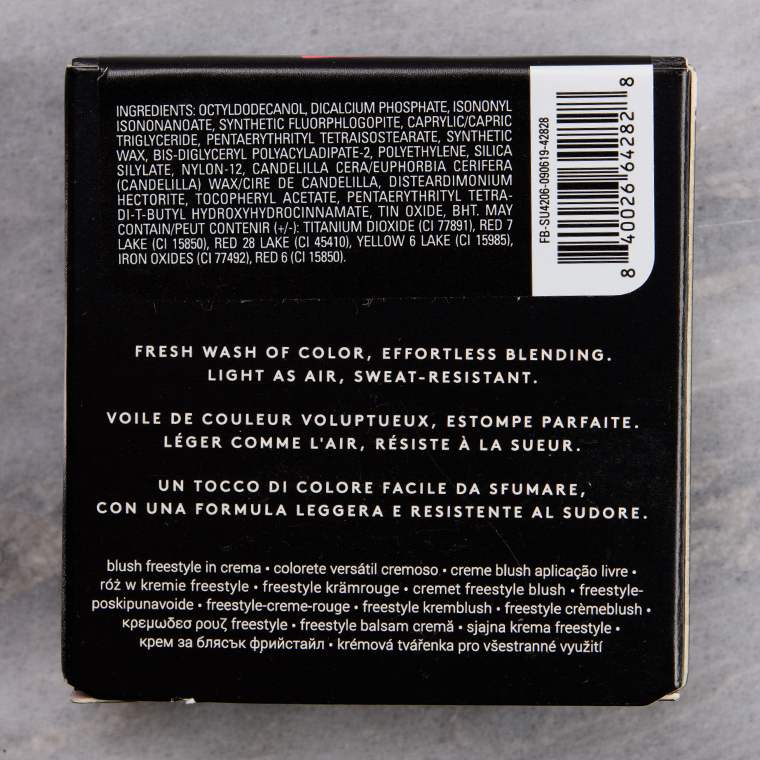 INGREDIENTS: OCTYLDODECANOL, DICALCIUM PHOSPHATE, ISONONYL
ISONONANOATE, SYNTHETIC FLUORPHLOGOPITE, CAPRYLIC/CAPRIC
TRIGLYCERIDE, PENTAERYTHRITYL TETRAISOSTEARATE, SYNTHETIC
WAX, BIS-DIGLYCERYL POLYACYLADIPATE-2, POLYETHYLENE, SILICA
SILYLATE, NYLON-12, CANDELILLA CERA/EUPHORBIA CERIFERA
(CANDELILLA) WAX/CIRE DE CANDELILLA, DISTEARDIMONIUM
HECTORITE, TOCOPHERYL ACETATE, PENTAERYTHRITYL TETRA-
DI-T-BUTYL HYDROXYHYDROCINNAMATE, TIN OXIDE, BHT. MAY
CONTAIN/PEUT CONTENIR (+/-): TITANIUM DIOXIDE (CI 77891), RED 7
LAKE (CI 15850), RED 28 LAKE (CI 45410), YELLOW 6 LAKE (CI 15985),
IRON OXIDES (CI 77492), RED 6 (CI 15850).
FB-SU4206-090619-42828
8 40026 64282 8
FRESH WASH OF COLOR, EFFORTLESS BLENDING.
LIGHT AS AIR, SWEAT-RESISTANT.
VOILE DE COULEUR VOLUPTUEUX, ESTOMPE PARFAITE.
LÉGER COMME L'AIR, RÉSISTE À LA SUEUR.
UN TOCCO DI COLORE FACILE DA SFUMARE,
CON UNA FORMULA LEGGERA E RESISTENTE AL SUDORE.
blush freestyle in crema • colorete versátil cremoso • creme blush aplicação livre •
róż w kremie freestyle • freestyle krämrouge • cremet freestyle blush • freestyle-
poskipunavoide • freestyle-creme-rouge • freestyle kremblush • freestyle crèmeblush •
κρεμωδεσ ρουζ freestyle • freestyle balsam cremă • sjajna krema freestyle •
крем за блясък фрийстайл • krémová tvářenka pro všestranné využití